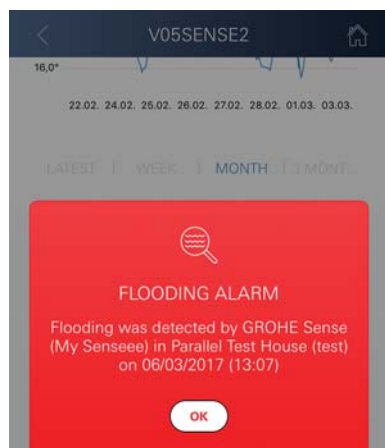 V05SENSE2
16,0°
22.02. 24.02. 25.02. 26.02. 27.02. 28.02. 01.03. 03.03.
LATEST | WEEK | MONTH | 3 MONT...
FLOODING ALARM
Flooding was detected by GROHE Sense
(My Senseee) in Parallel Test House (test)
on 06/03/2017 (13:07)
OK